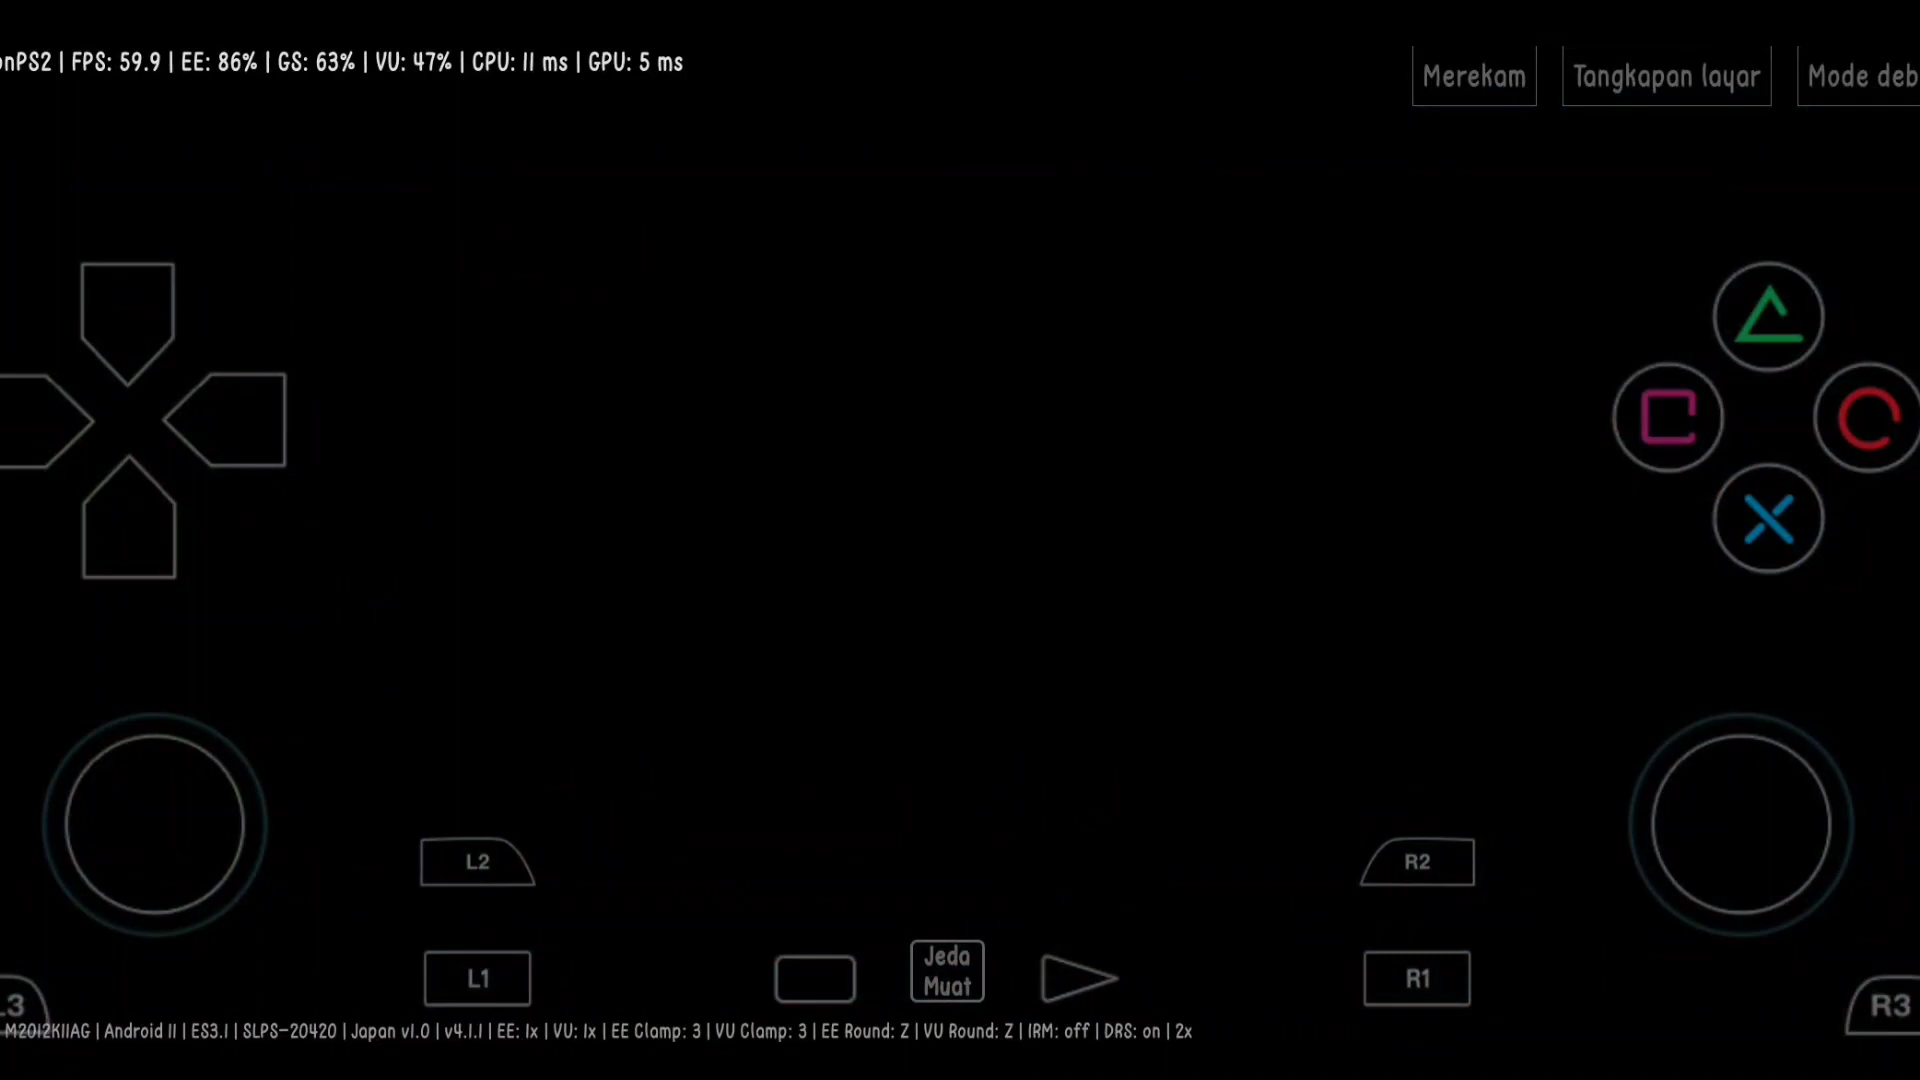 onPS2 | FPS: 59.9 | EE: 86% | GS: 63% | VU: 47% | CPU: 11 ms | GPU: 5 ms
Merekam
Tangkapan layar
Mode deb
L2
R2
L1
Jeda
Muat
R1
L3
R3
M2012K11AG | Android 11 | ES3.1 | SLPS-20420 | Japan v1.0 | v4.1.1 | EE: 1x | VU: 1x | EE Clamp: 3 | VU Clamp: 3 | EE Round: Z | VU Round: Z | IRM: off | DRS: on | 2x